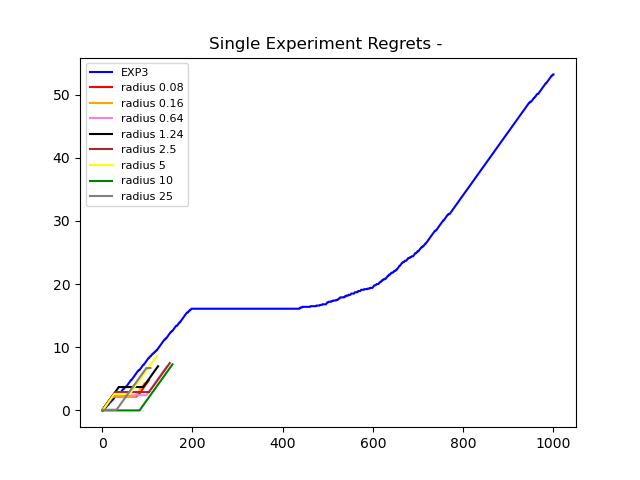 Single Experiment Regrets -
EXP3
radius 0.08
radius 0.16
radius 0.64
radius 1.24
radius 2.5
radius 5
radius 10
radius 25
50
40
30
20
10
0
0 200 400 600 800 1000